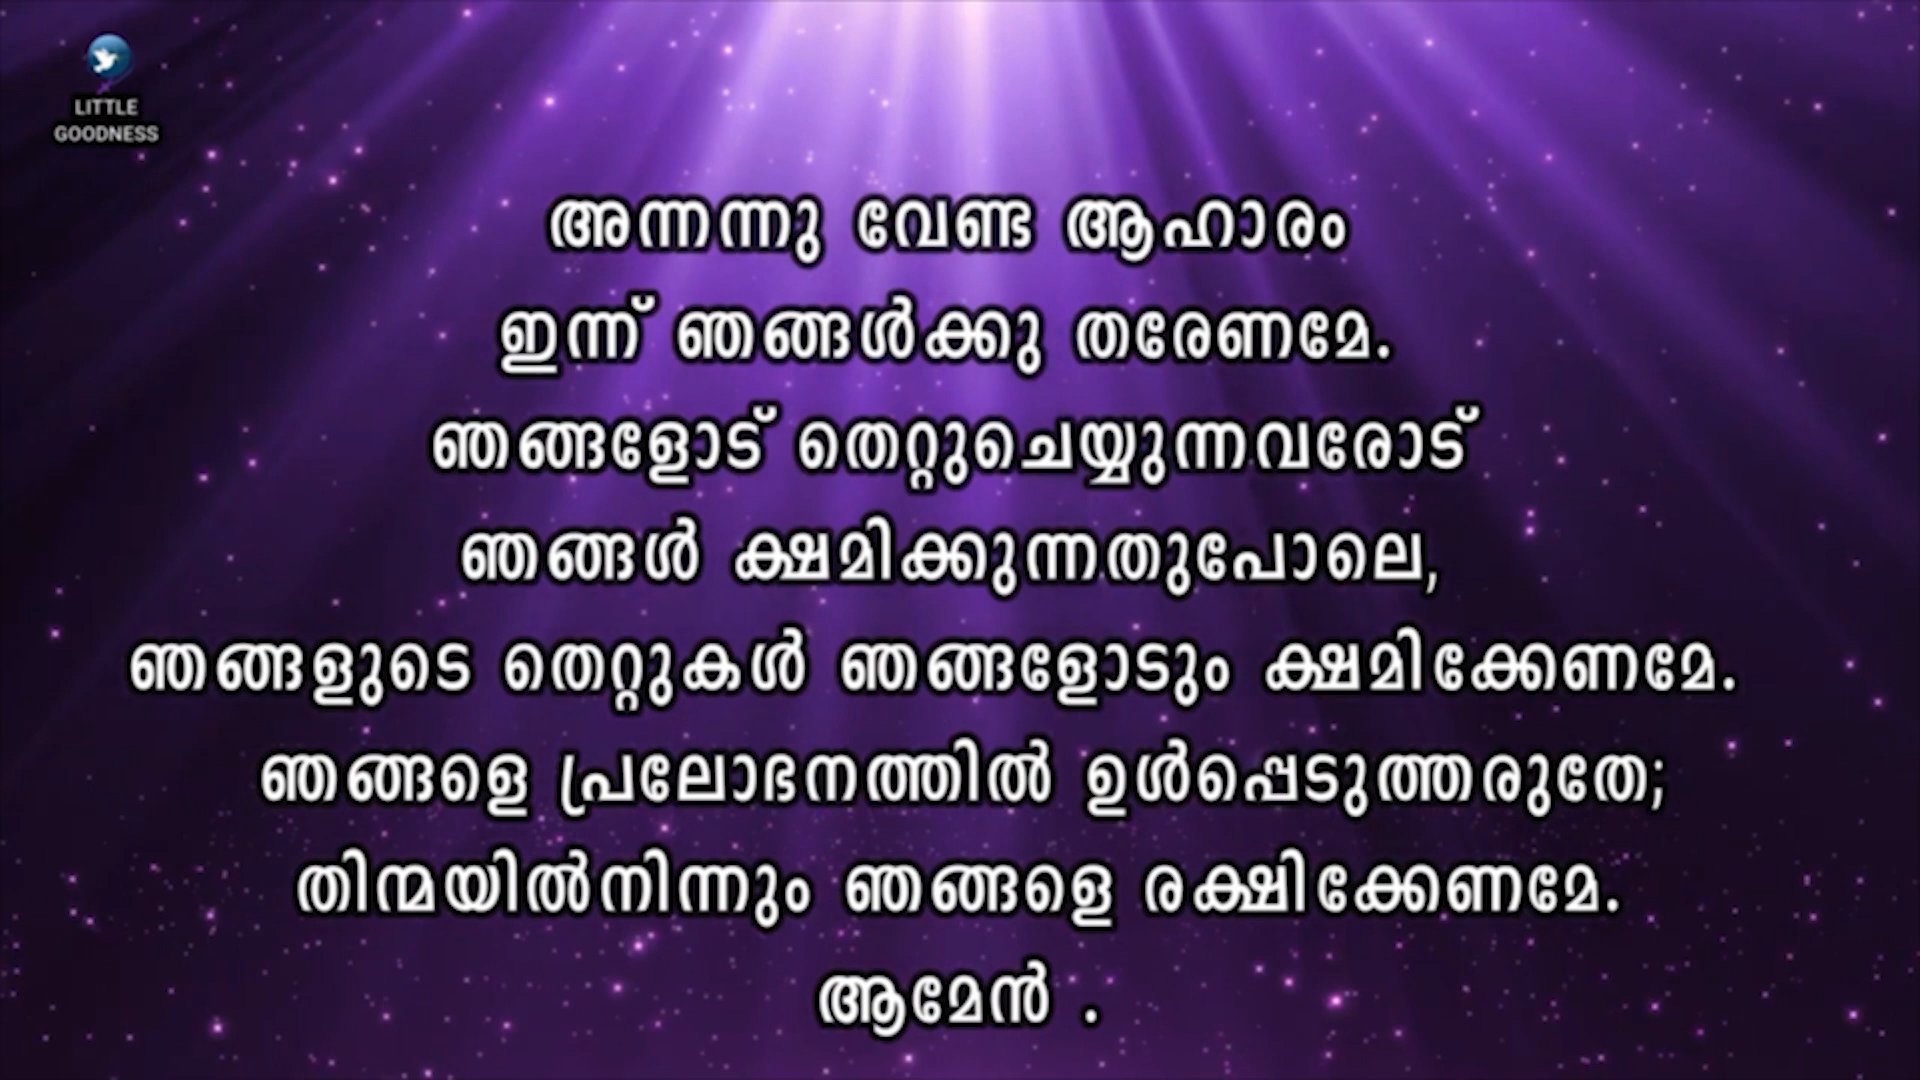 LITTLE
GOODNESS
അന്നന്നു വേണ്ട ആഹാരം
ഇന്ന് ഞങ്ങൾക്കു തരേണമേ.
ഞങ്ങളോട് തെറ്റുചെയ്യുന്നവരോട്
ഞങ്ങൾ ക്ഷമിക്കുന്നതുപോലെ,
ഞങ്ങളുടെ തെറ്റുകൾ ഞങ്ങളോടും ക്ഷമിക്കേണമേ.
ഞങ്ങളെ പ്രലോഭനത്തിൽ ഉൾപ്പെടുത്തരുതേ;
തിന്മയിൽനിന്നും ഞങ്ങളെ രക്ഷിക്കേണമേ.
ആമേൻ .